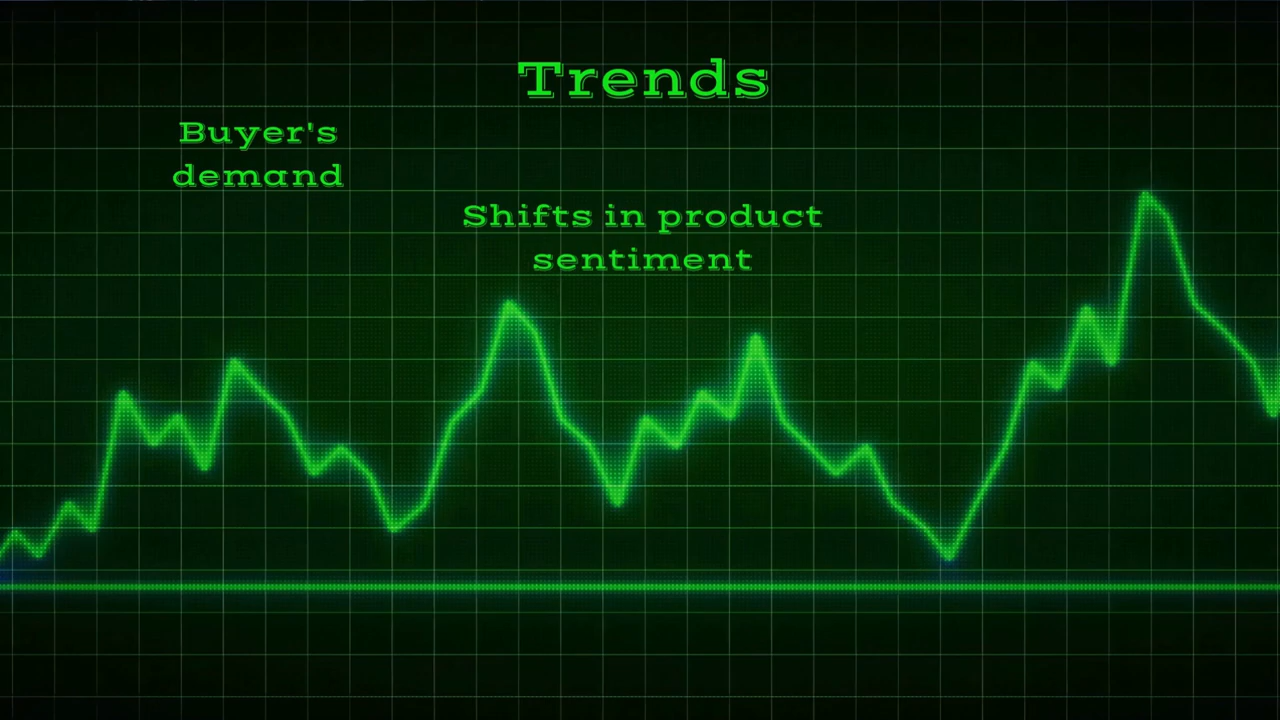 Trends
Buyer's
demand
Shifts in product
sentiment